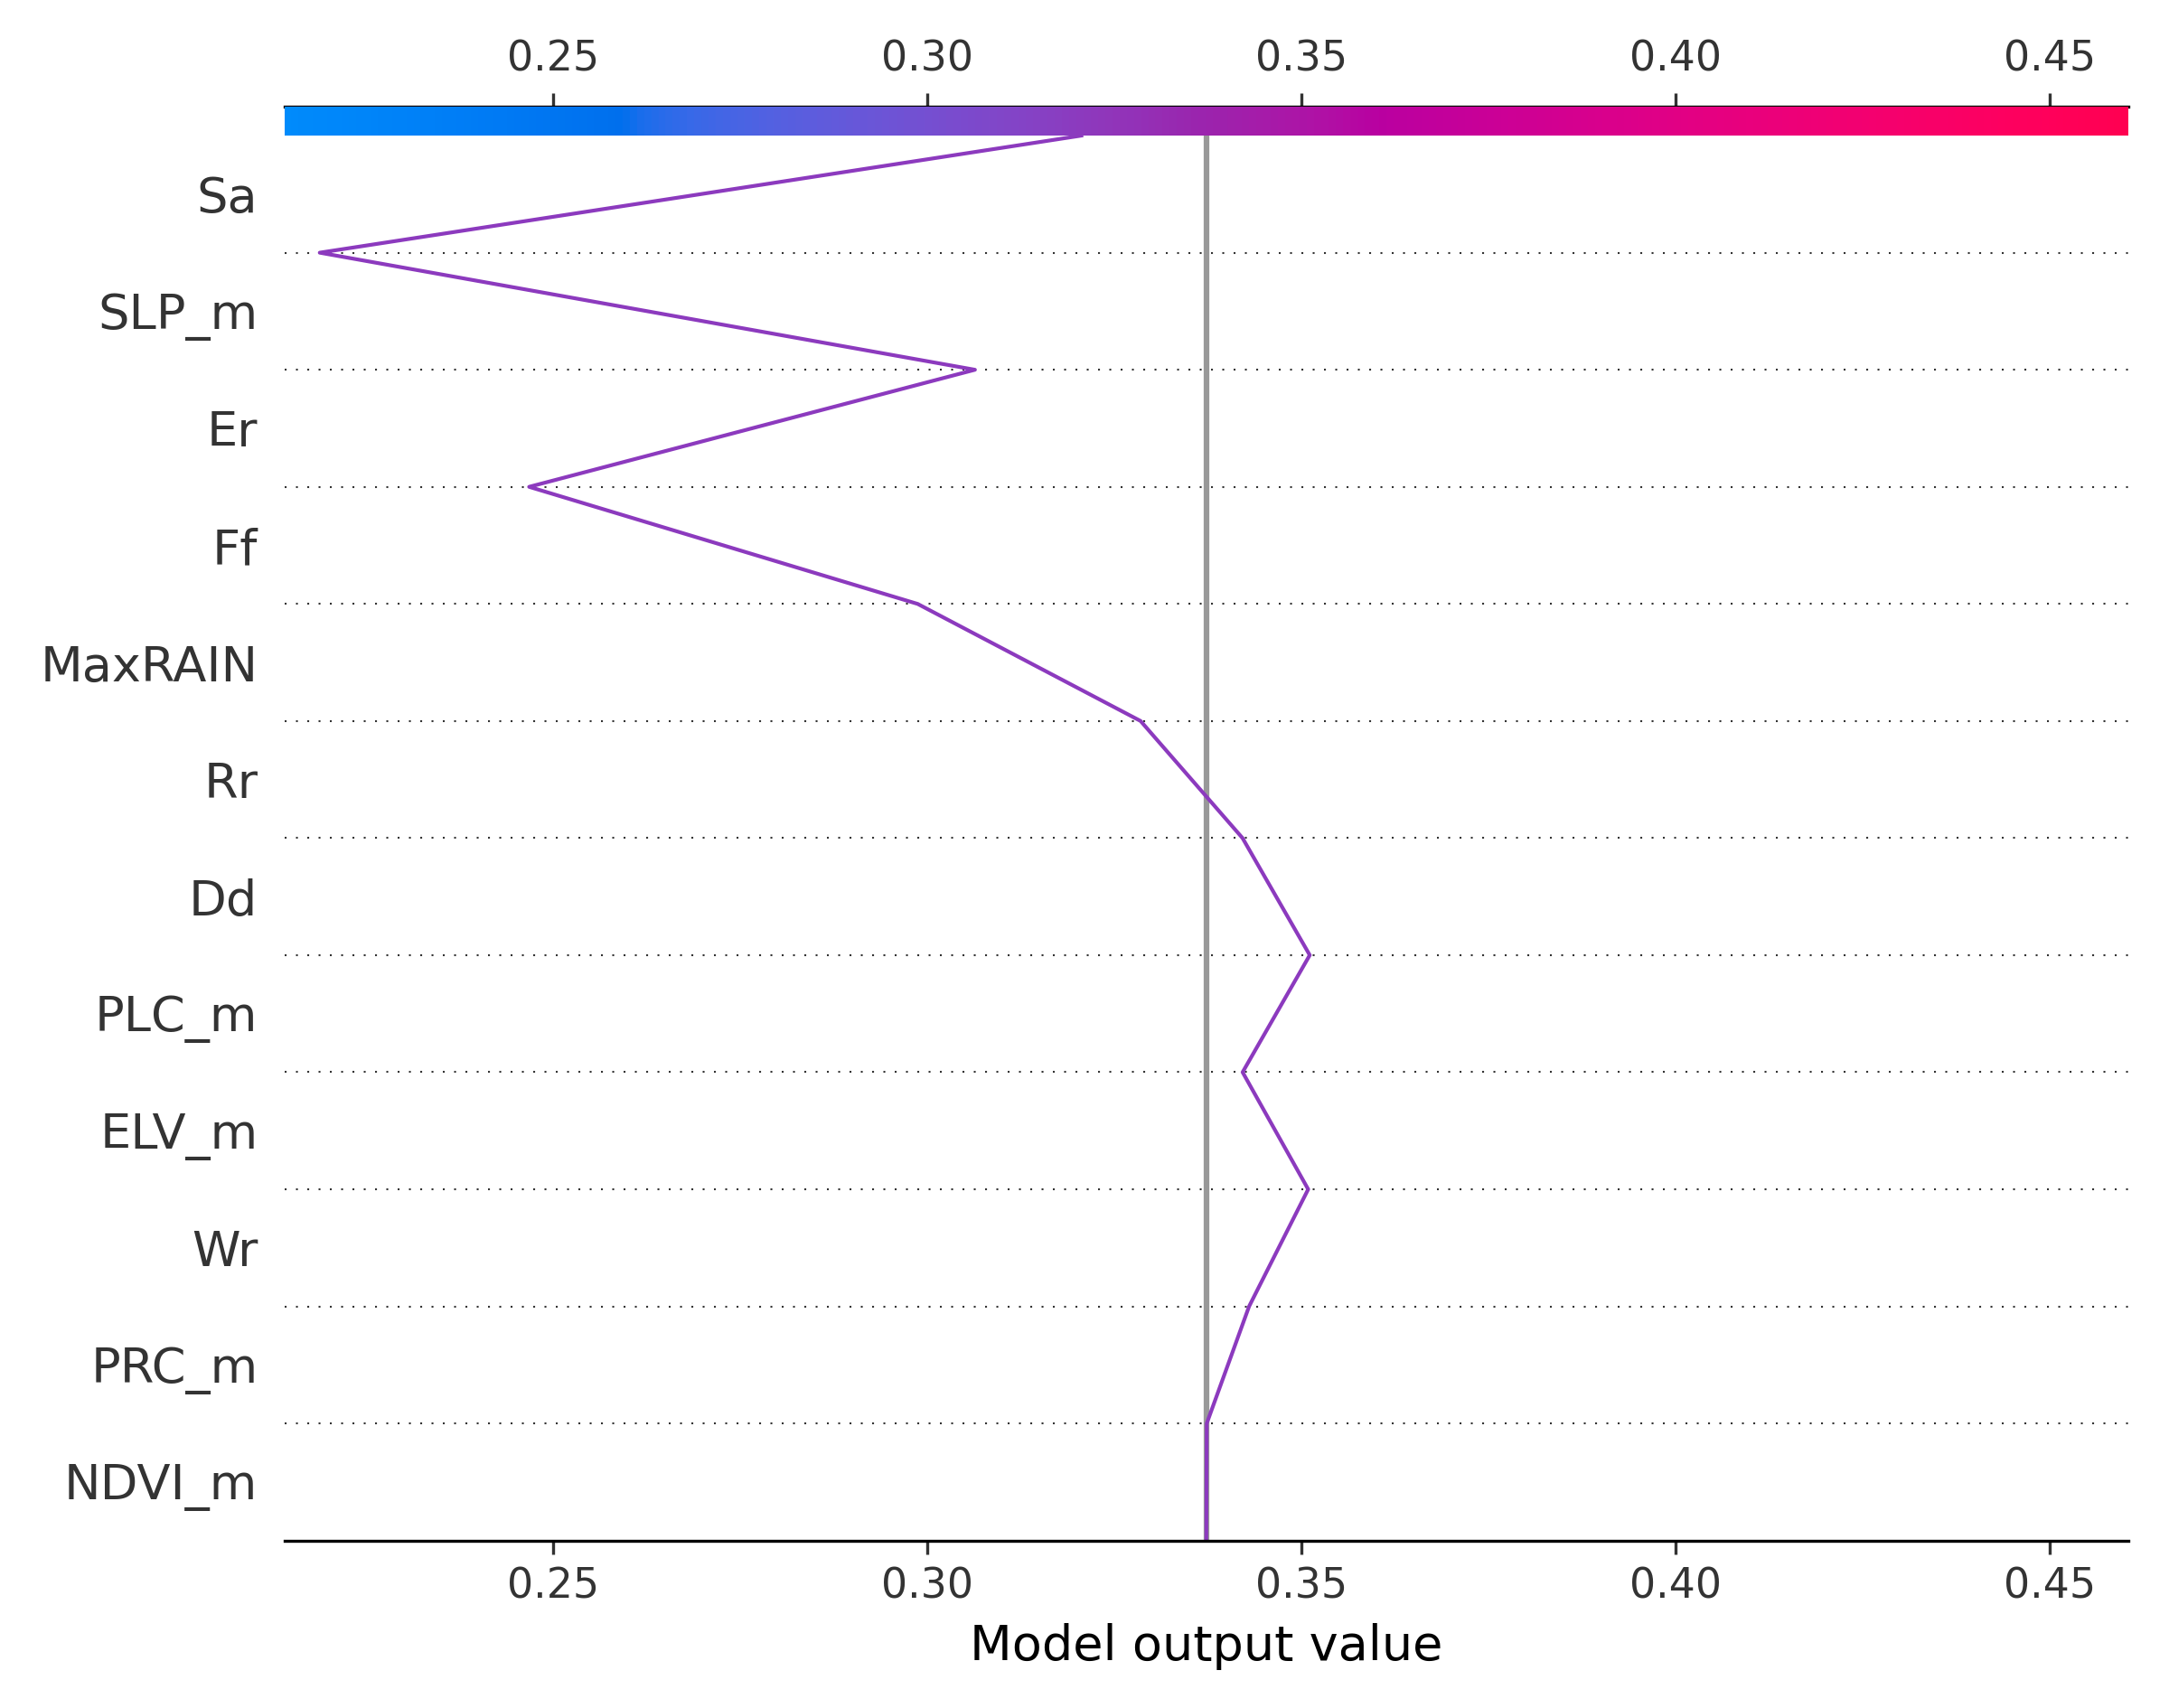 0.25 0.30 0.35 0.40 0.45
Sa
SLP_m
Er
Ff
MaxRAIN
Rr
Dd
PLC_m
ELV_m
Wr
PRC_m
NDVI_m
0.25 0.30 0.35 0.40 0.45
Model output value